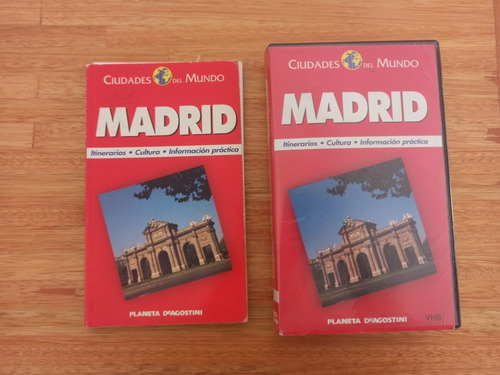 CIUDADES DEL MUNDO
MADRID
Itinerarios • Cultura • Información práctica
PLANETA DEAGOSTINI
CIUDADES DEL MUNDO
MADRID
Itinerarios • Cultura • Información práctica
PLANETA DEAGOSTINI
VHS